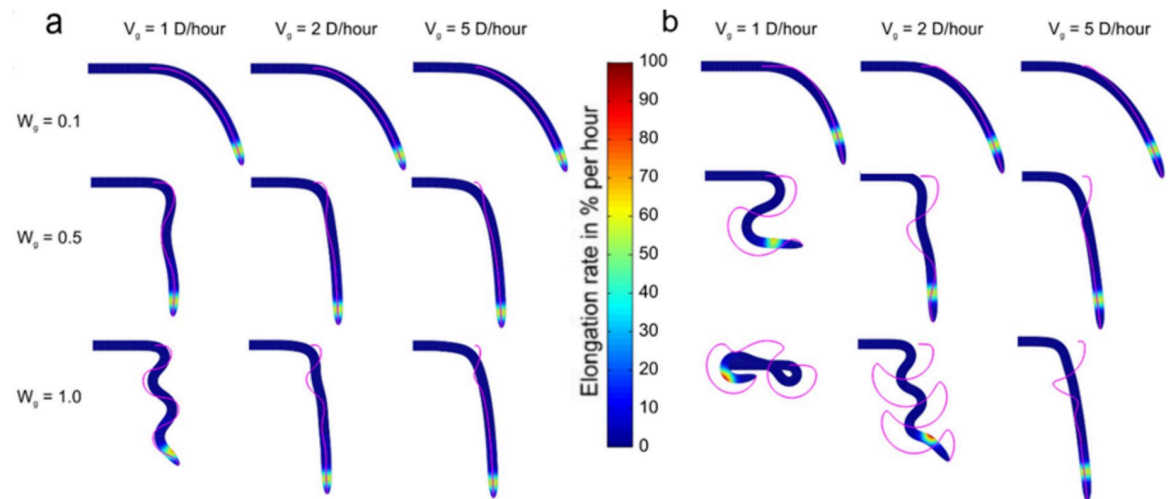 a
V_g = 1 D/hour V_g = 2 D/hour V_g = 5 D/hour
W_g = 0.1
W_g = 0.5
W_g = 1.0
Elongation rate in % per hour
100
90
80
70
60
50
40
30
20
10
0
b
V_g = 1 D/hour V_g = 2 D/hour V_g = 5 D/hour